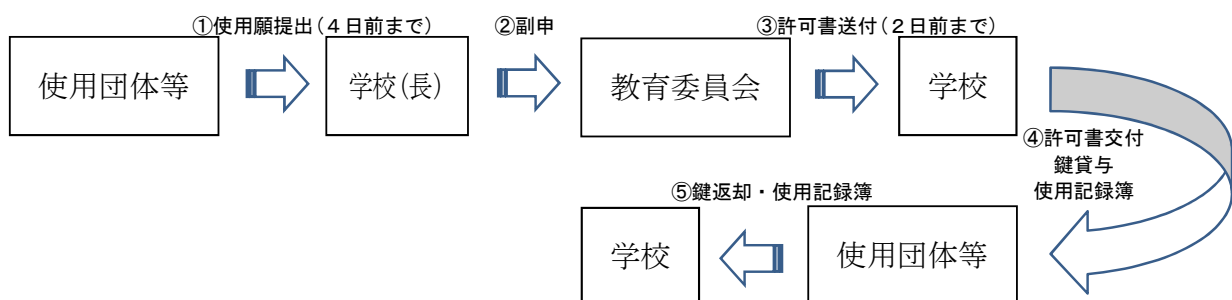 ①使用願提出（４日前まで）
②副申
③許可書送付（２日前まで）
使用団体等
学校(長)
教育委員会
学校
④許可書交付
鍵貸与
使用記録簿
⑤鍵返却・使用記録簿
学校
使用団体等